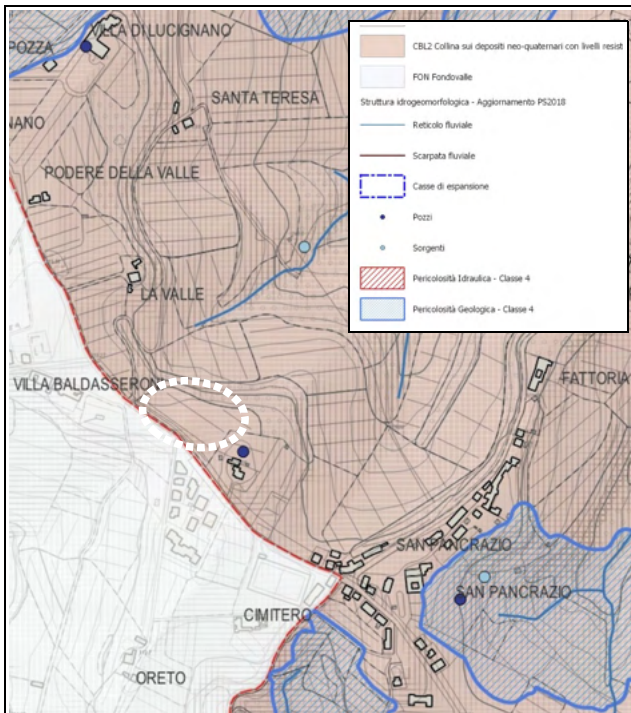 VILLA DI LUCIGNANO
POZZA
SANTA TERESA
NANO
PODERE DELLA VALLE
LA VALLE
VILLA BALDASSERONI
FATTORIA
SAN PANCRAZIO
SAN PANCRAZIO
CIMITERO
ORETO
CBL2 Collina sui depositi neo-quaternari con livelli resist
FON Fondovalle
Struttura idrogeomorfologica - Aggiornamento PS2018
Reticolo fluviale
Scarpata fluviale
Casse di espansione
Pozzi
Sorgenti
Pericolosità Idraulica - Classe 4
Pericolosità Geologica - Classe 4